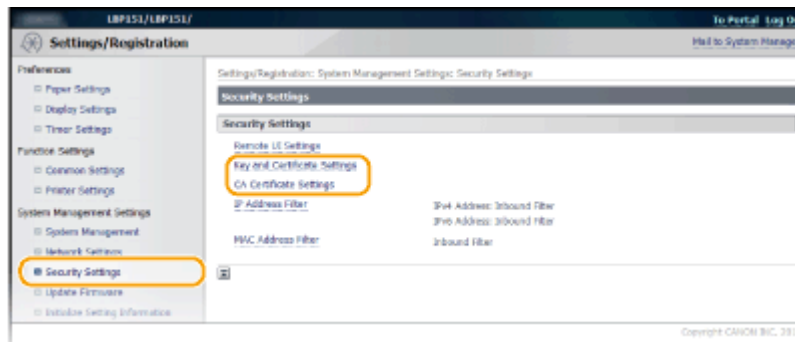 LBP151/LBP151/
To Portal Log O
Settings/Registration
Mail to System Manage
Preferences
Paper Settings
Display Settings
Timer Settings
Function Settings
Common Settings
Printer Settings
System Management Settings
System Management
Network Settings
Security Settings
Update Firmware
Initialize Setting Information
Settings/Registration: System Management Settings: Security Settings
Security Settings
Security Settings
Remote UI Settings
Key and Certificate Settings
CA Certificate Settings
IP Address Filter
IPv4 Address: Inbound Filter
IPv6 Address: Inbound Filter
MAC Address Filter
Inbound Filter
Copyright CANON INC. 201